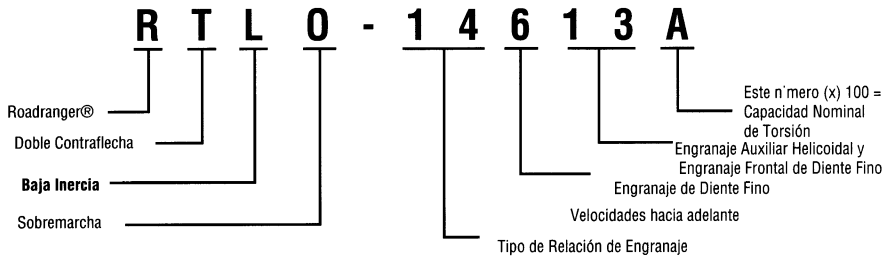 R T L O - 1 4 6 1 3 A
Roadranger®
Doble Contraflecha
Baja Inercia
Sobremarcha
Este n˙mero (x) 100 =
Capacidad Nominal
de Torsión
Engranaje Auxiliar Helicoidal y
Engranaje Frontal de Diente Fino
Engranaje de Diente Fino
Velocidades hacia adelante
Tipo de Relación de Engranaje